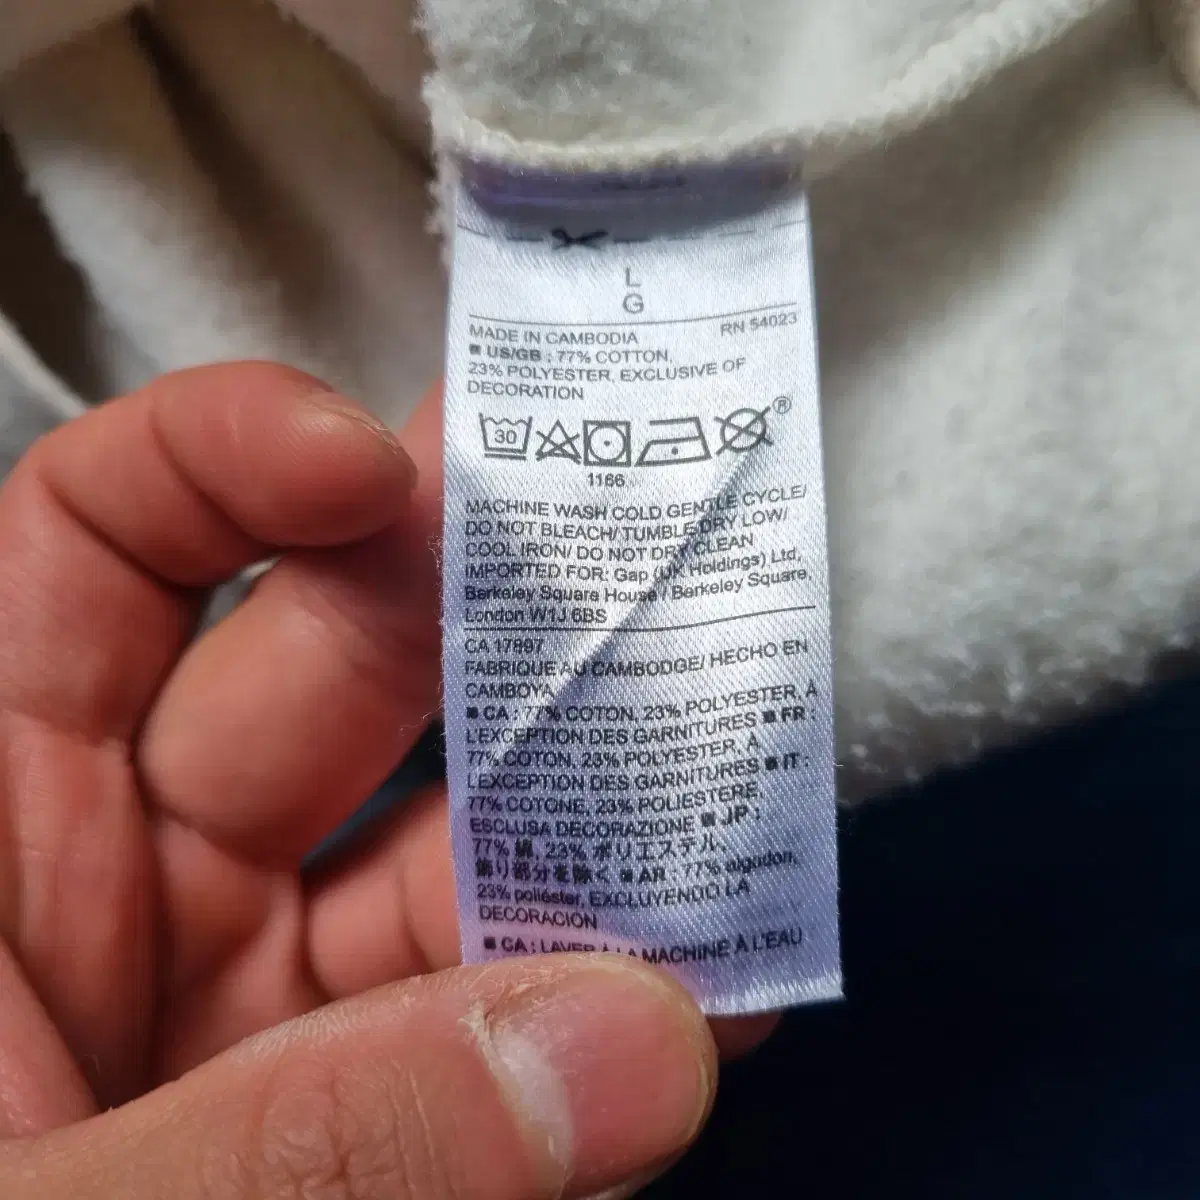 L
G
MADE IN CAMBODIA RN 54023
■ US/GB : 77% COTTON,
23% POLYESTER, EXCLUSIVE OF
DECORATION
30 ®
1166
MACHINE WASH COLD GENTLE CYCLE/
DO NOT BLEACH/ TUMBLE DRY LOW/
COOL IRON/ DO NOT DRY CLEAN
IMPORTED FOR: Gap (UK Holdings) Ltd,
Berkeley Square House / Berkeley Square,
London W1J 6BS
CA 17897
FABRIQUE AU CAMBODGE/ HECHO EN
CAMBOYA
■ CA : 77% COTON, 23% POLYESTER, À
L'EXCEPTION DES GARNITURES ■ FR :
77% COTON, 23% POLYESTER, À
L'EXCEPTION DES GARNITURES ■ IT :
77% COTONE, 23% POLIESTERE,
ESCLUSA DECORAZIONE ■ JP :
77% 綿, 23% ポリエステル,
飾り部分を除く ■ AR : 77% algodon,
23% poliéster, EXCLUYENDO LA
DECORACION
■ CA : LAVER À LA MACHINE À L'EAU